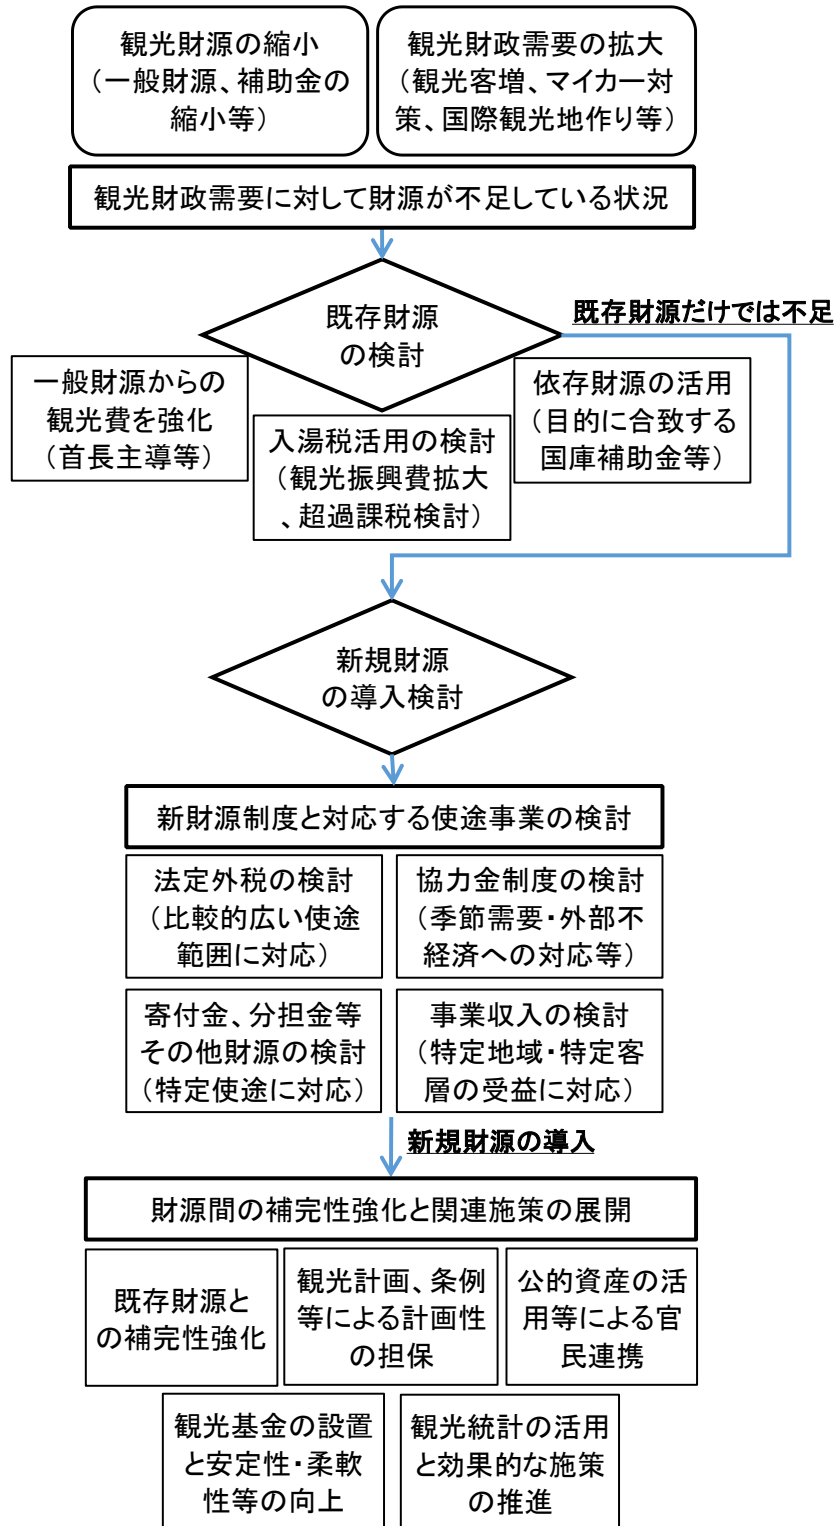 観光財源の縮小
（一般財源、補助金の
縮小等）
観光財政需要の拡大
（観光客増、マイカー対
策、国際観光地作り等）
観光財政需要に対して財源が不足している状況
既存財源
の検討
既存財源だけでは不足
一般財源からの
観光費を強化
（首長主導等）
入湯税活用の検討
（観光振興費拡大
、超過課税検討）
依存財源の活用
（目的に合致する
国庫補助金等）
新規財源
の導入検討
新財源制度と対応する使途事業の検討
法定外税の検討
（比較的広い使途
範囲に対応）
協力金制度の検討
（季節需要・外部不
経済への対応等）
寄付金、分担金等
その他財源の検討
（特定使途に対応）
事業収入の検討
（特定地域・特定客
層の受益に対応）
新規財源の導入
財源間の補完性強化と関連施策の展開
既存財源と
の補完性強化
観光計画、条例
等による計画性
の担保
公的資産の活
用等による官
民連携
観光基金の設置
と安定性・柔軟
性等の向上
観光統計の活用
と効果的な施策
の推進